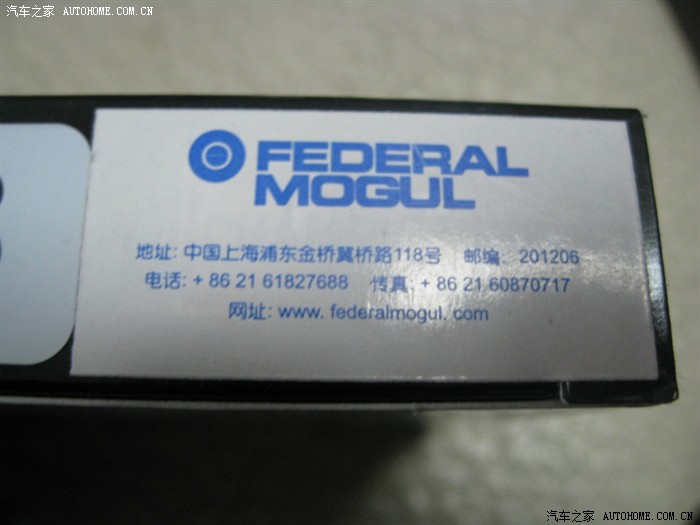 汽车之家 AUTOHOME.COM.CN
FEDERAL
MOGUL
地址: 中国上海浦东金桥冀桥路118号 邮编: 201206
电话: + 86 21 61827688 传真: + 86 21 60870717
网址: www. federalmogul. com
汽车之家 AUTOHOME.COM.CN